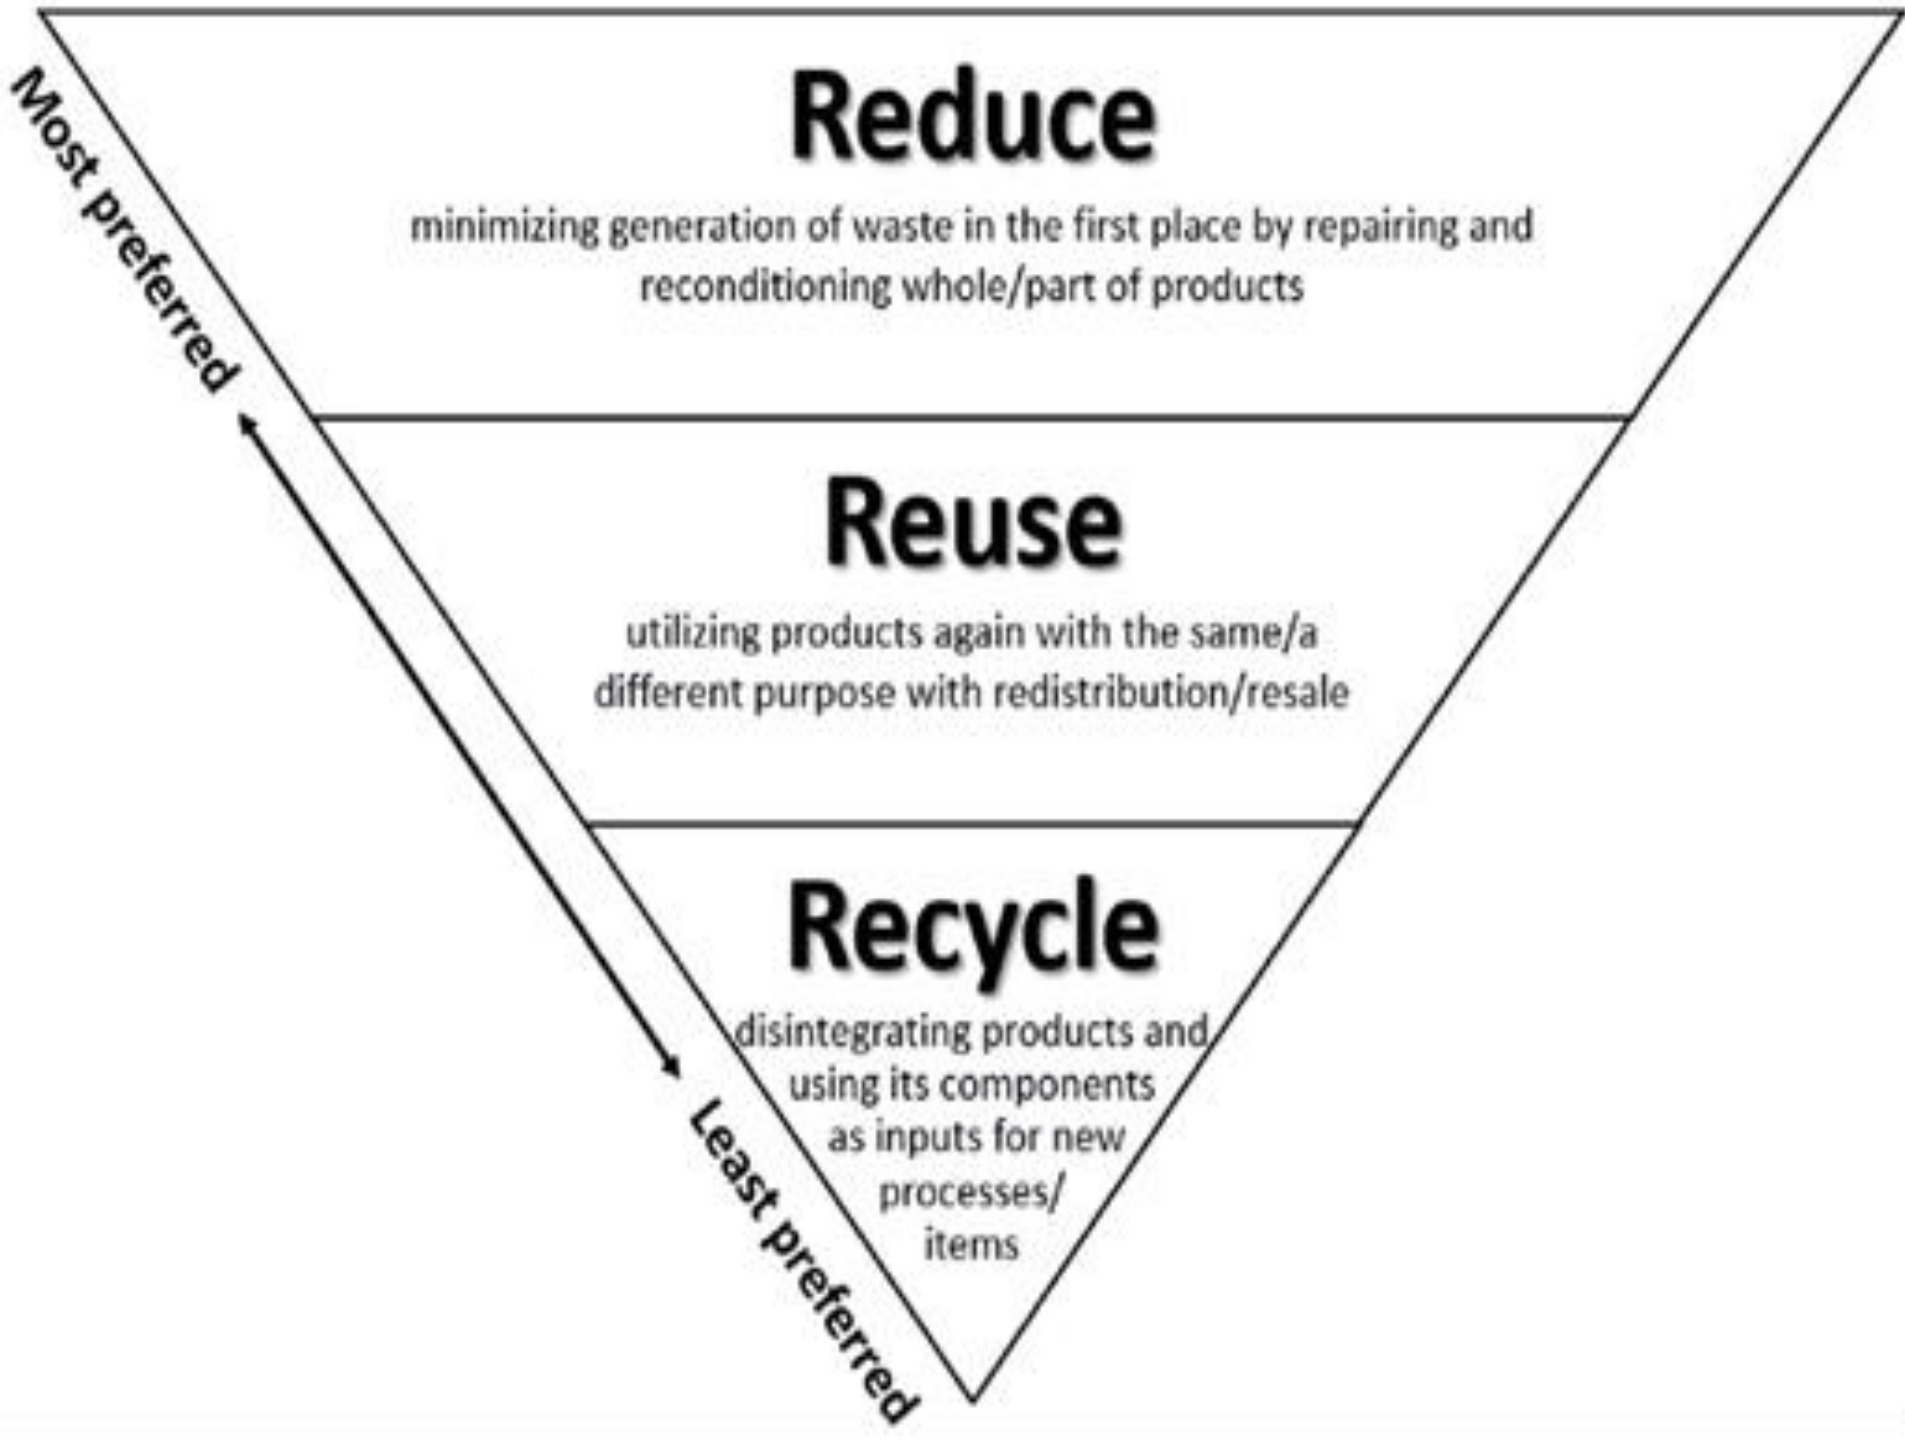 Most preferred
Reduce
minimizing generation of waste in the first place by repairing and
reconditioning whole/part of products
Reuse
utilizing products again with the same/a
different purpose with redistribution/resale
Recycle
disintegrating products and
using its components
as inputs for new
processes/
items
Least preferred